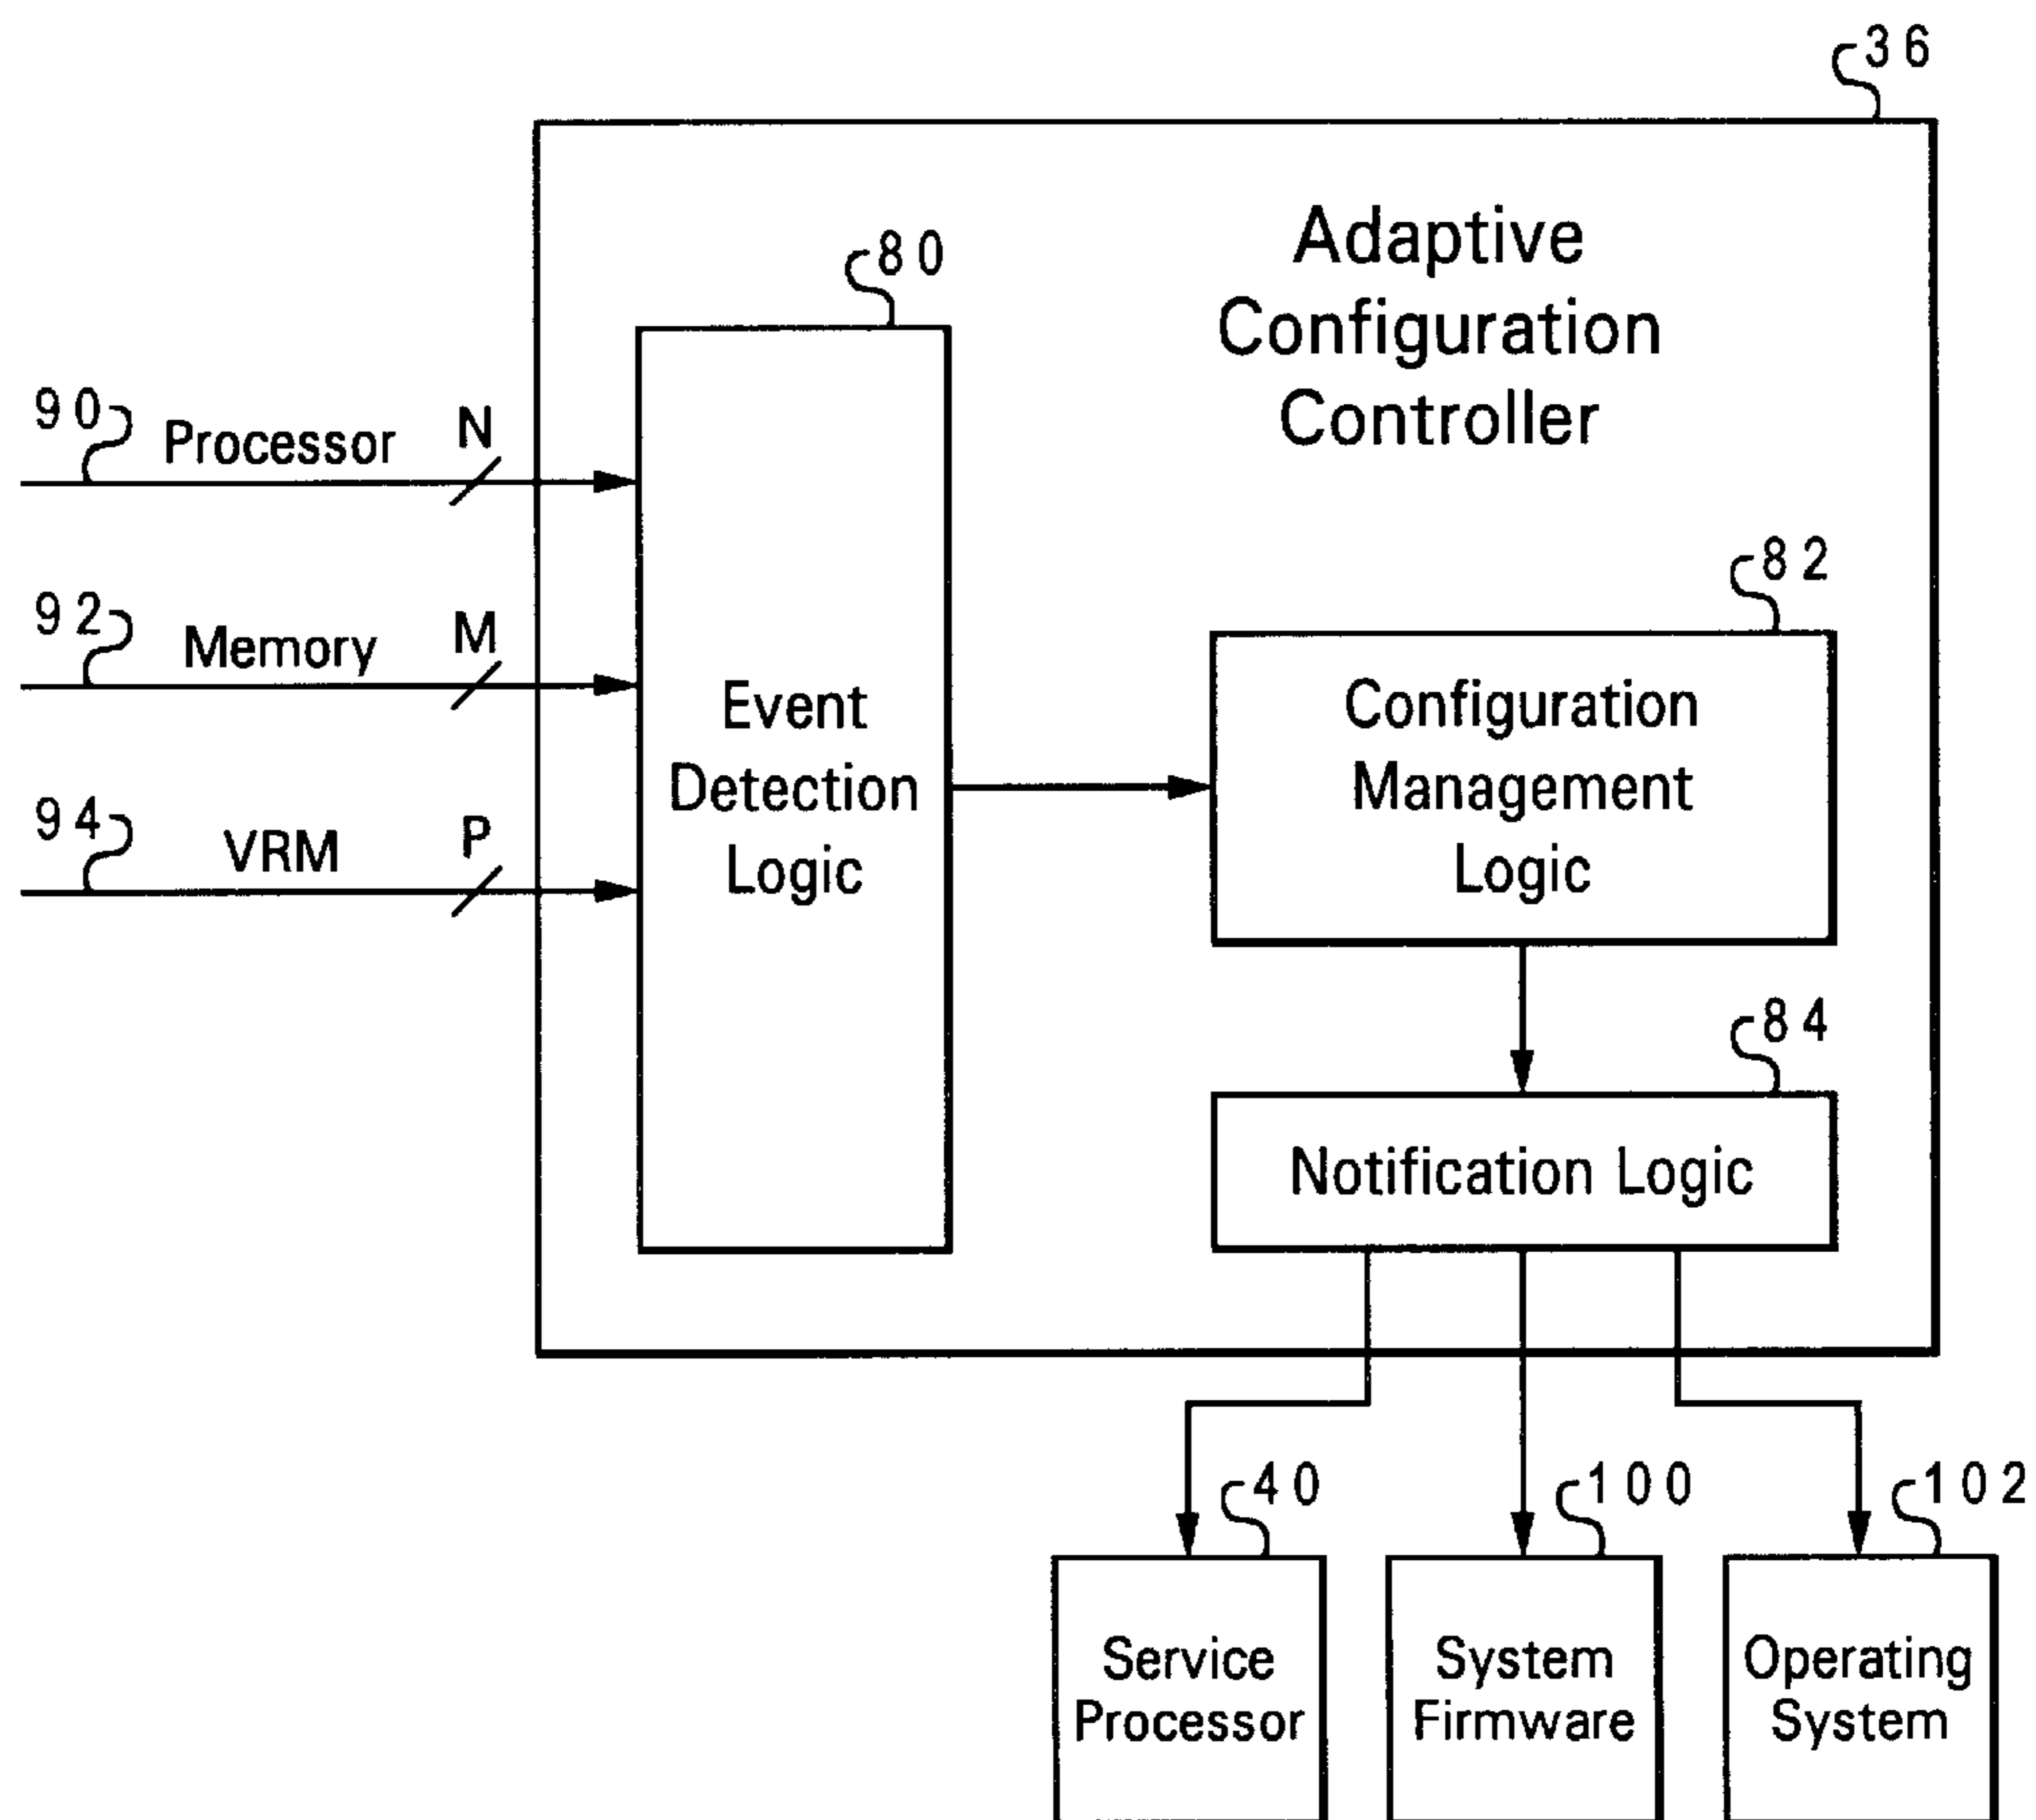 36
Adaptive
Configuration
Controller
80
90
Processor
N
92
Memory
M
94
VRM
P
Event
Detection
Logic
82
Configuration
Management
Logic
84
Notification Logic
40
100
102
Service
Processor
System
Firmware
Operating
System